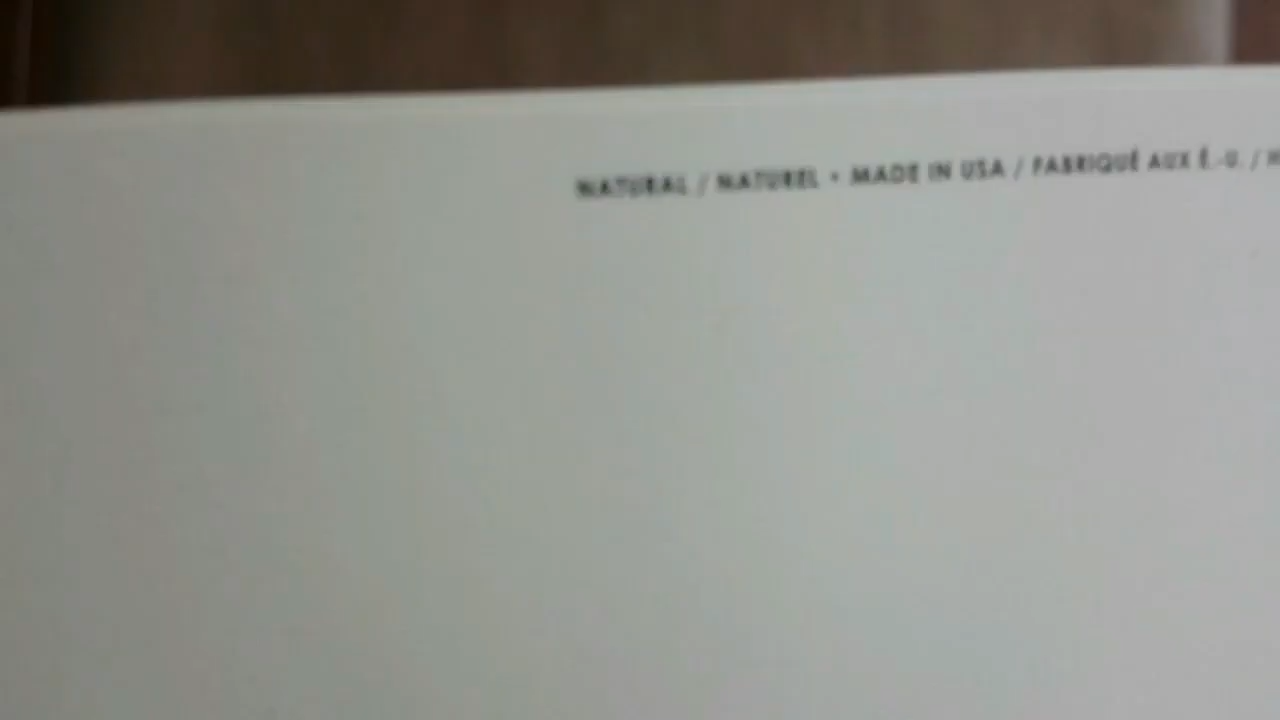 NATURAL / NATUREL • MADE IN USA / FABRIQUÉ AUX É.-U. /